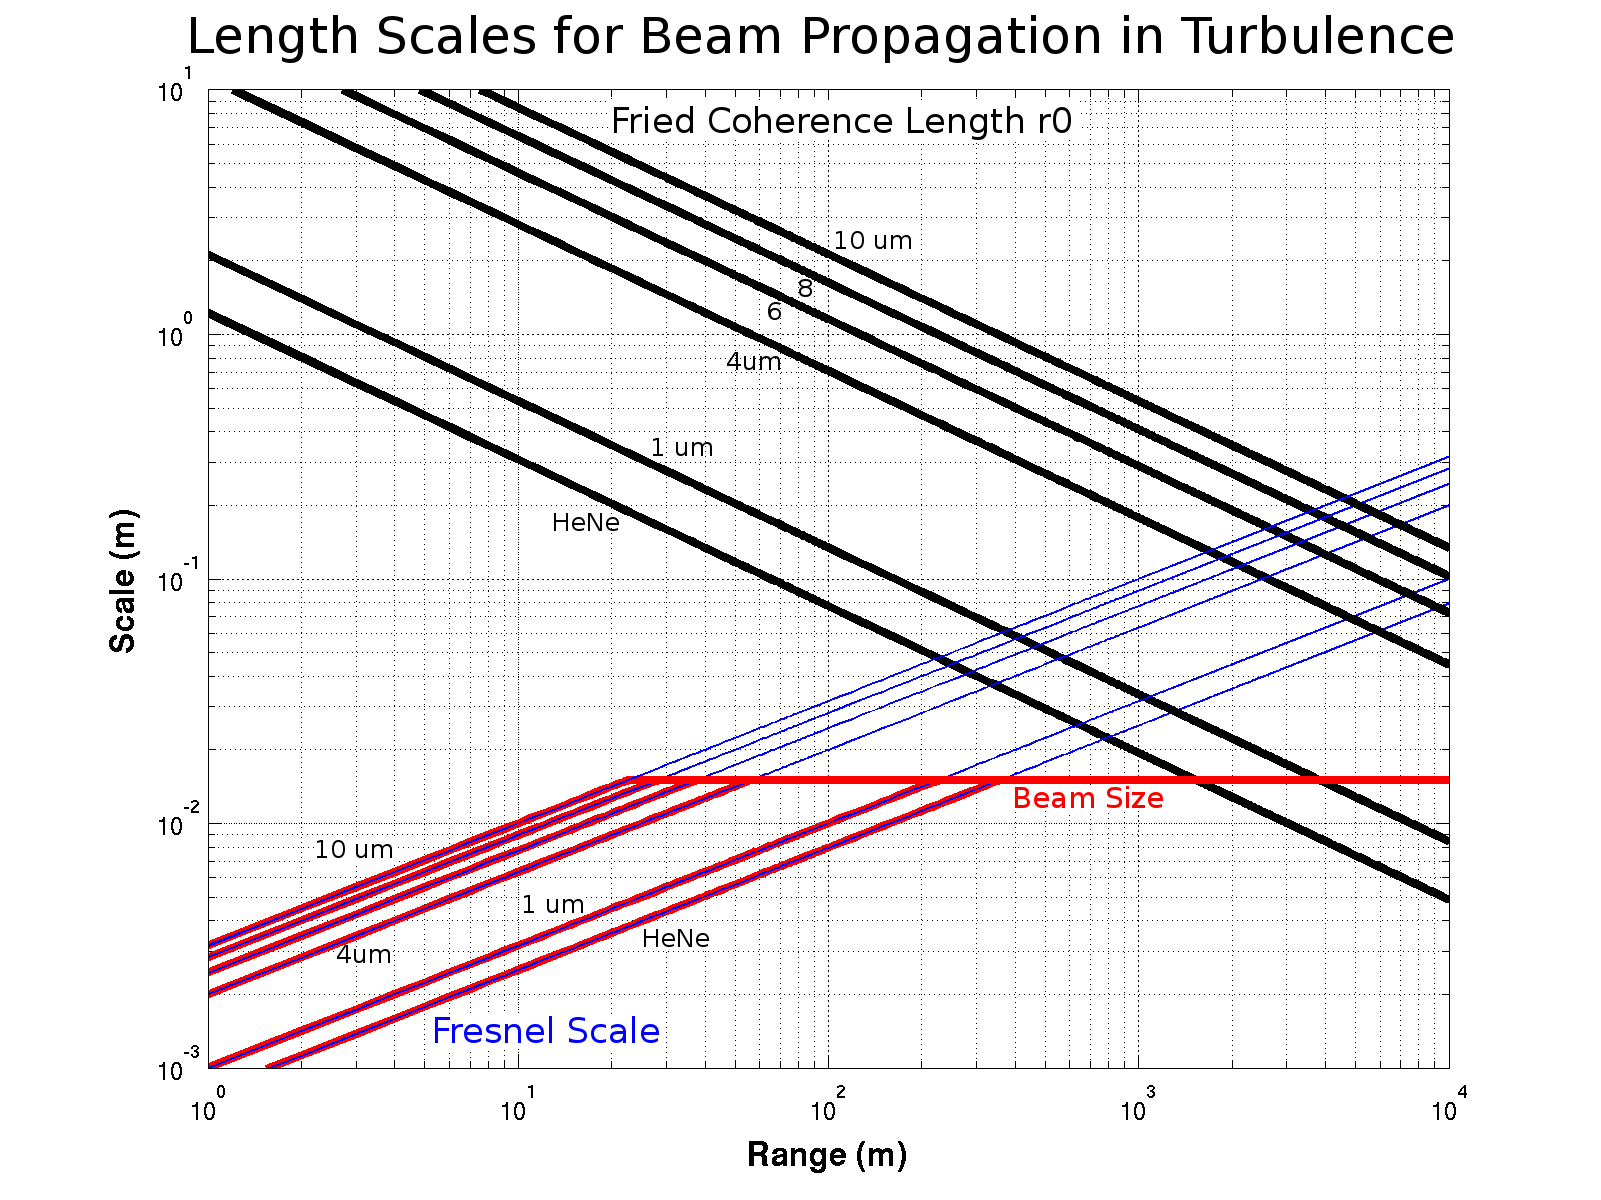 Length Scales for Beam Propagation in Turbulence
10^1
Fried Coherence Length r0
10 um
8
6
10^0
4um
1 um
HeNe
Scale (m)
10^-1
Beam Size
10^-2
10 um
1 um
HeNe
4um
Fresnel Scale
10^-3
10^0 10^1 10^2 10^3 10^4
Range (m)